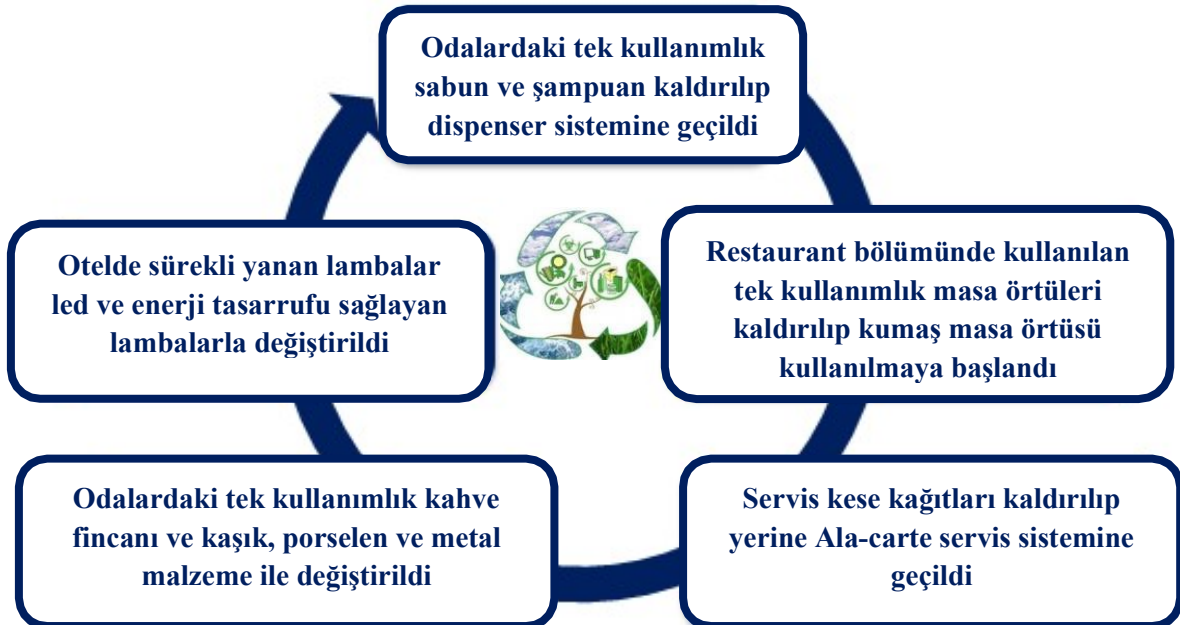 Odalardaki tek kullanımlık
sabun ve şampuan kaldırılıp
dispenser sistemine geçildi
Restaurant bölümünde kullanılan
tek kullanımlık masa örtüleri
kaldırılıp kumaş masa örtüsü
kullanılmaya başlandı
Servis kese kağıtları kaldırılıp
yerine Ala-carte servis sistemine
geçildi
Odalardaki tek kullanımlık kahve
fincanı ve kaşık, porselen ve metal
malzeme ile değiştirildi
Otelde sürekli yanan lambalar
led ve enerji tasarrufu sağlayan
lambalarla değiştirildi